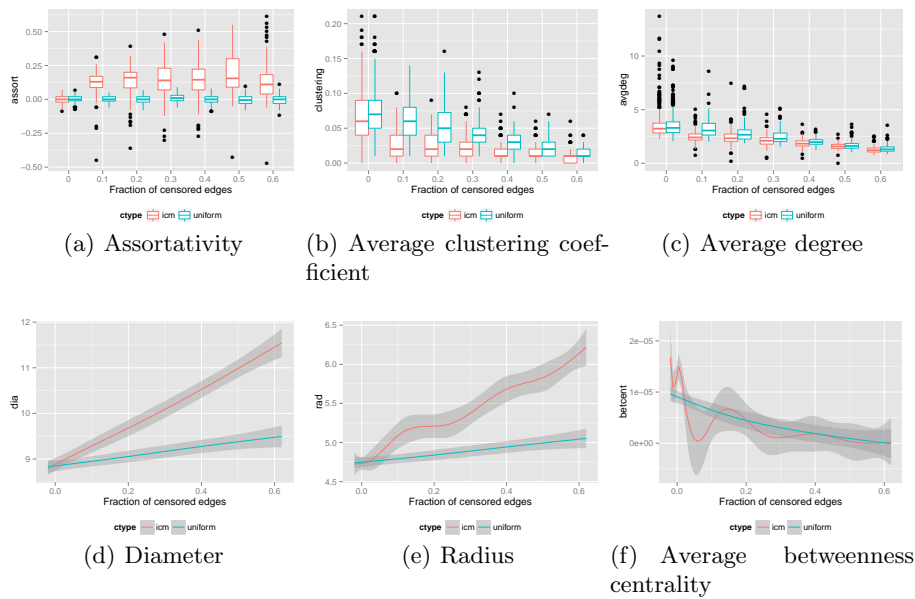 0.50
0.25
0.00
−0.25
−0.50
assort
0 0.1 0.2 0.3 0.4 0.5 0.6
Fraction of censored edges
ctype icm uniform
(a) Assortativity
0.20
0.15
0.10
0.05
0.00
clustering
0 0.1 0.2 0.3 0.4 0.5 0.6
Fraction of censored edges
ctype icm uniform
(b) Average clustering coef-
ficient
10
5
0
avgdeg
0 0.1 0.2 0.3 0.4 0.5 0.6
Fraction of censored edges
ctype icm uniform
(c) Average degree
12
11
10
9
dia
0.0 0.2 0.4 0.6
Fraction of censored edges
ctype icm uniform
(d) Diameter
6.5
6.0
5.5
5.0
4.5
rad
0.0 0.2 0.4 0.6
Fraction of censored edges
ctype icm uniform
(e) Radius
2e−05
1e−05
0e+00
betcent
0.0 0.2 0.4 0.6
Fraction of censored edges
ctype icm uniform
(f) Average betweenness
centrality